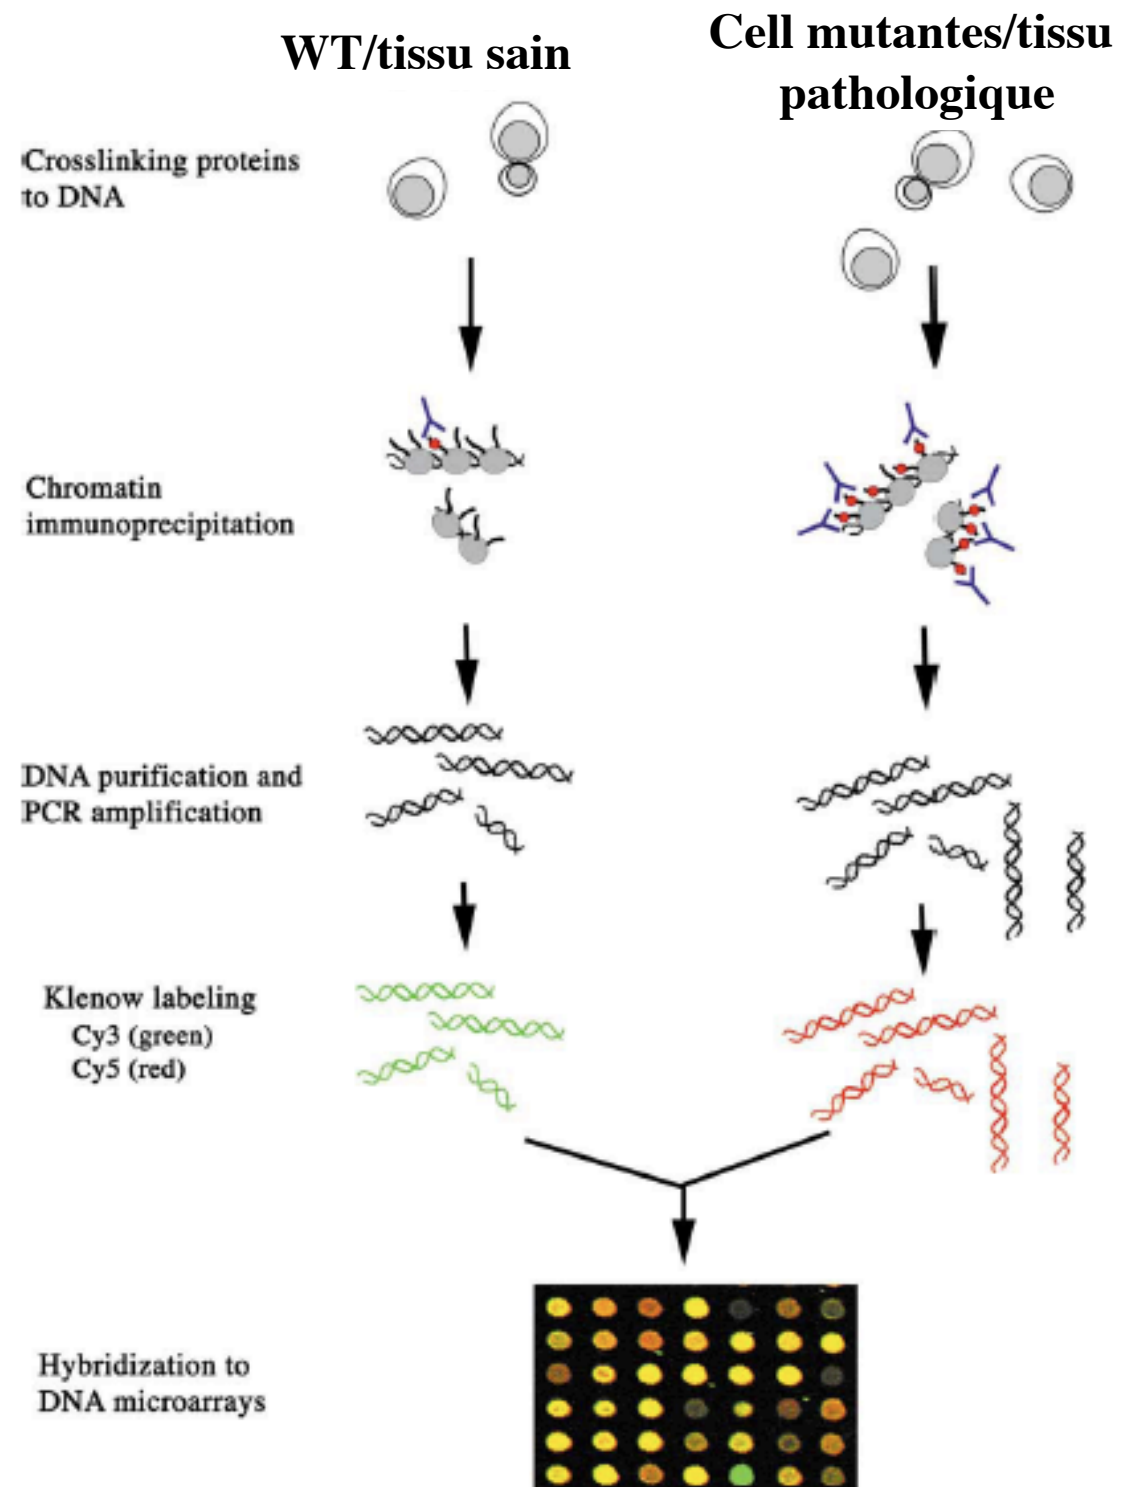 WT/tissu sain
Cell mutantes/tissu
pathologique
Crosslinking proteins
to DNA
Chromatin
immunoprecipitation
DNA purification and
PCR amplification
Klenow labeling
Cy3 (green)
Cy5 (red)
Hybridization to
DNA microarrays